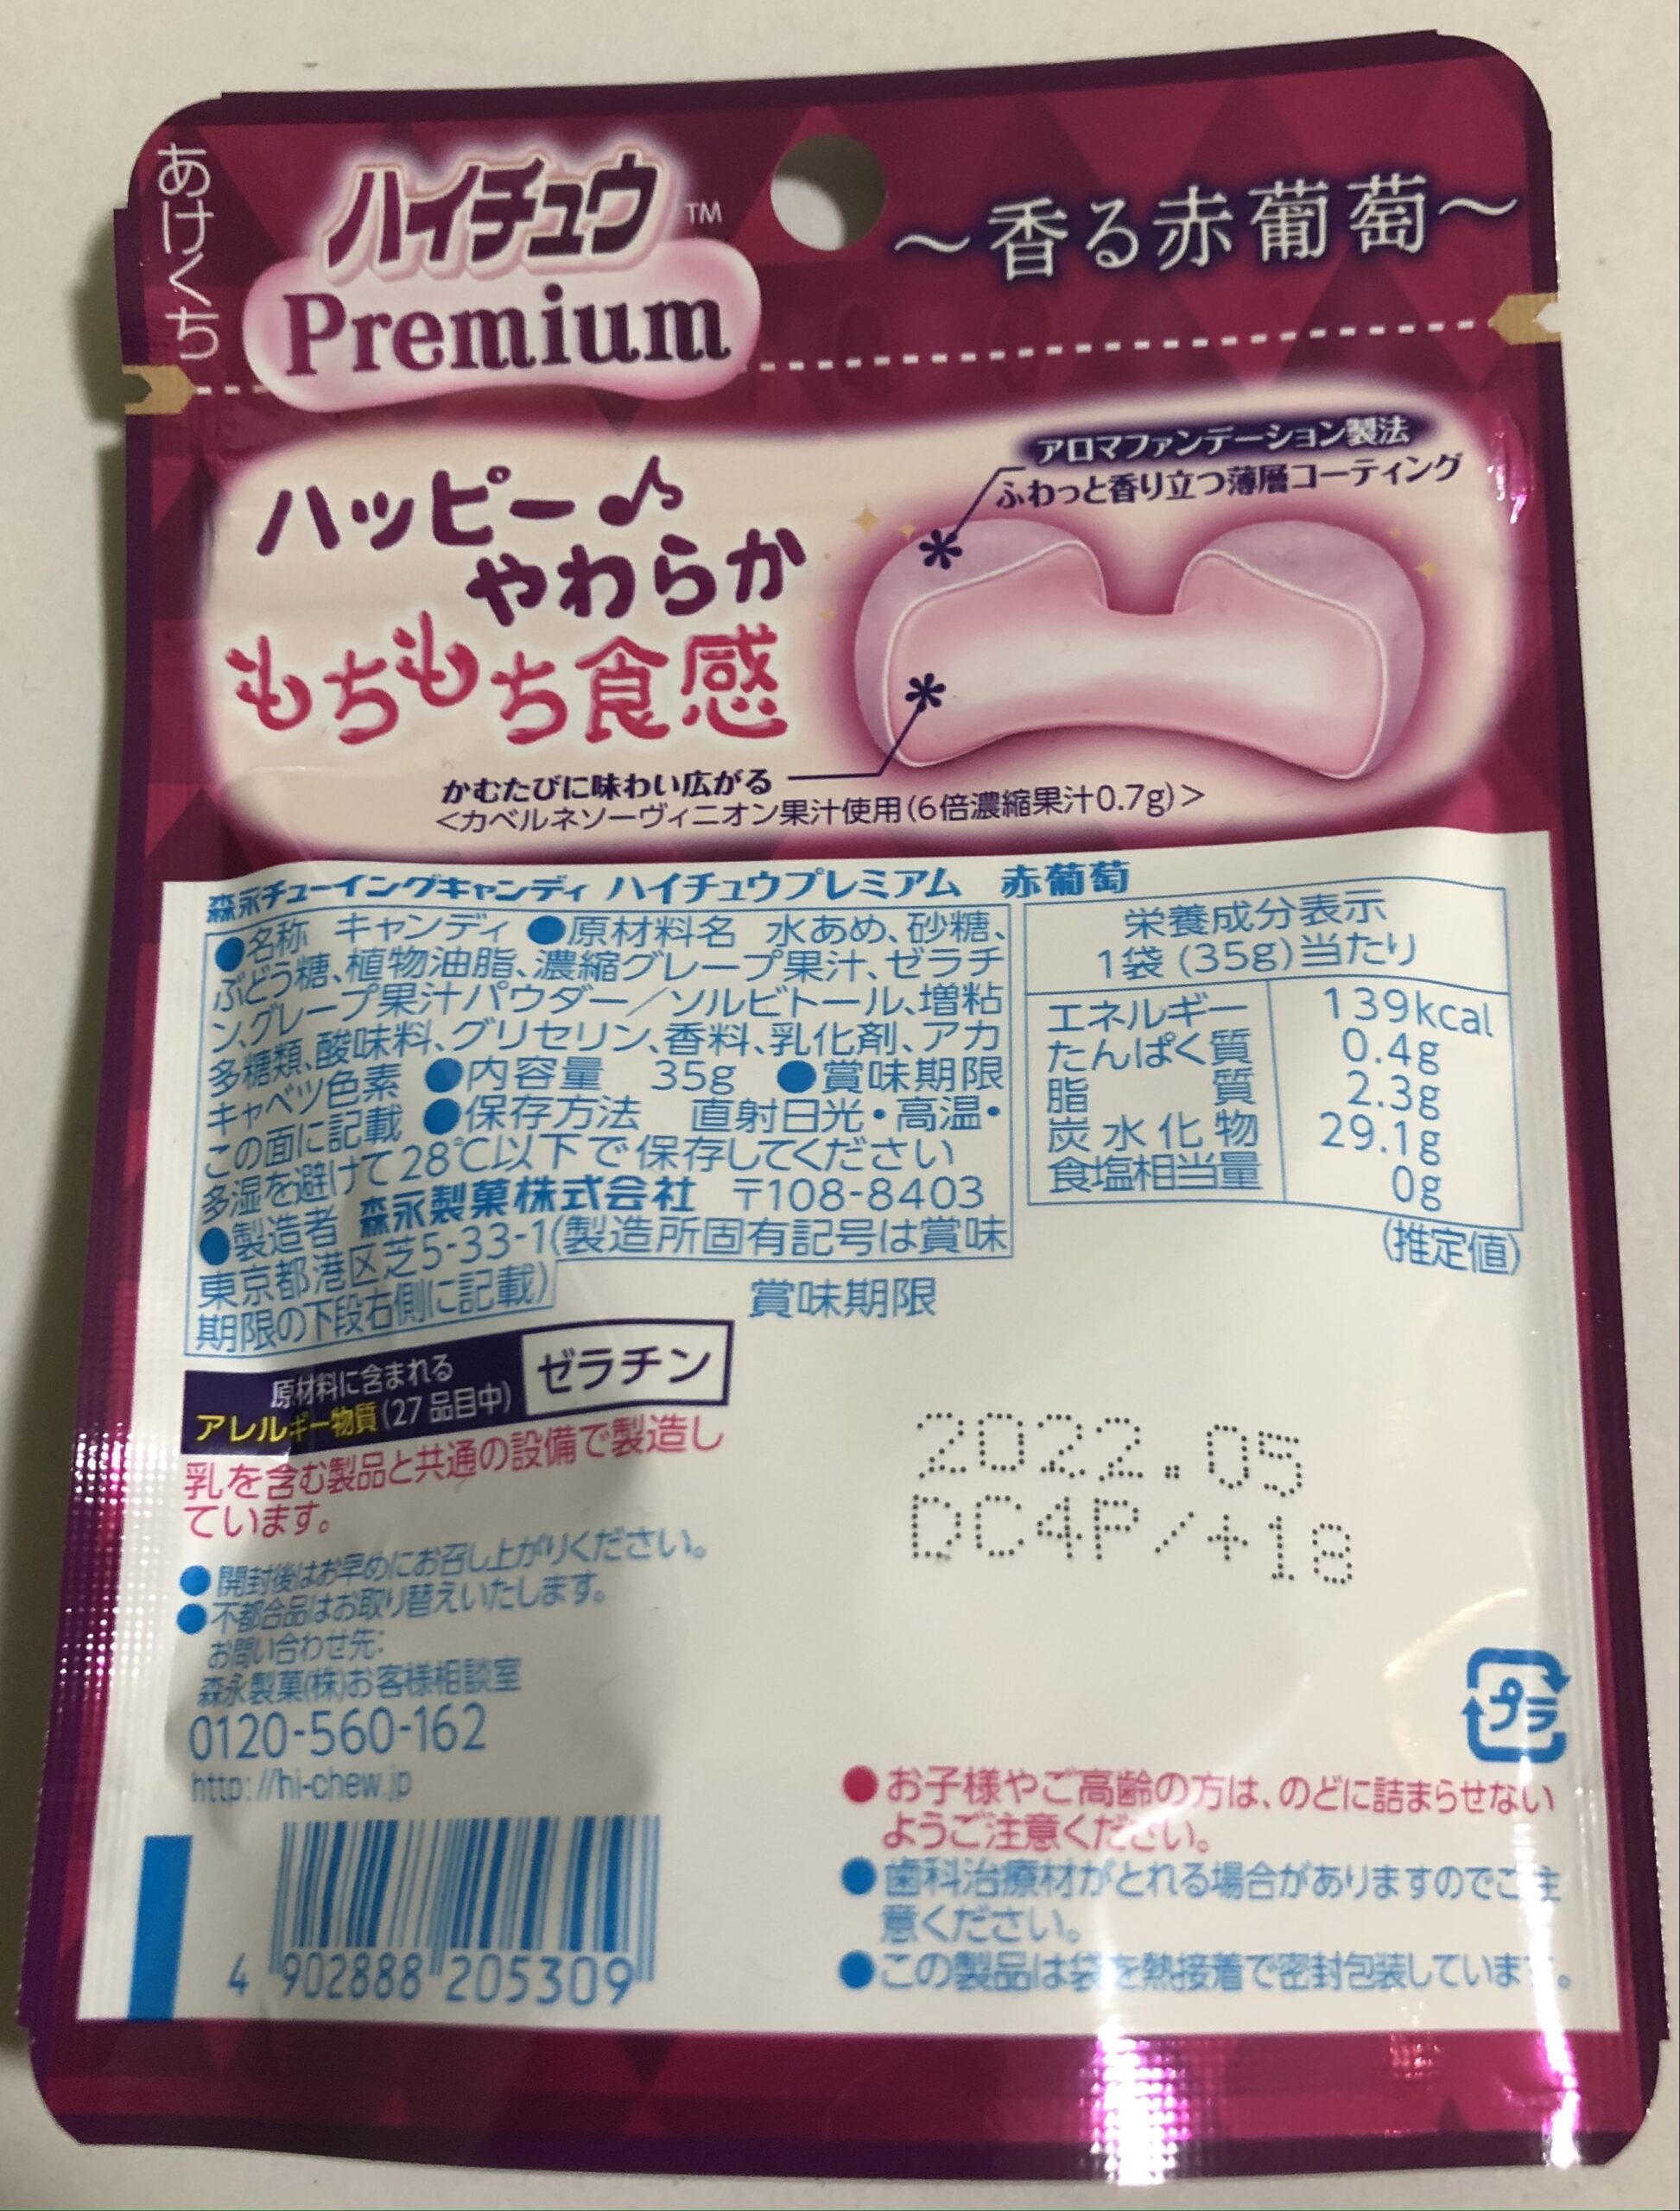 あけくち
ハイチュウ™
Premium
～香る赤葡萄～
アロマファンデーション製法
ふわっと香り立つ薄層コーティング
ハッピー♪
やわらか
もちもち食感
*
*
かむたびに味わい広がる
<カベルネソーヴィニオン果汁使用(6倍濃縮果汁0.7g)>
森永チューイングキャンディ ハイチュウプレミアム 赤葡萄
●名称 キャンディ ●原材料名 水あめ、砂糖、
ぶどう糖、植物油脂、濃縮グレープ果汁、ゼラチ
ン、グレープ果汁パウダー／ソルビトール、増粘
多糖類、酸味料、グリセリン、香料、乳化剤、アカ
キャベツ色素 ●内容量 35g ●賞味期限
この面に記載 ●保存方法 直射日光・高温・
多湿を避けて28℃以下で保存してください
●製造者 森永製菓株式会社 〒108-8403
東京都港区芝5-33-1(製造所固有記号は賞味
期限の下段右側に記載)
栄養成分表示
1袋(35g)当たり
エネルギー 139kcal
たんぱく質 0.4g
脂質 2.3g
炭水化物 29.1g
食塩相当量 0g
(推定値)
賞味期限
2022.05
DC4P/+18
原材料に含まれる
アレルギー物質(27品目中)
ゼラチン
乳を含む製品と共通の設備で製造し
ています。
●開封後はお早めにお召し上がりください。
●不都合品はお取り替えいたします。
お問い合わせ先:
森永製菓(株)お客様相談室
0120-560-162
http://hi-chew.jp
4 902888 205309
プラ
●お子様やご高齢の方は、のどに詰まらせない
ようご注意ください。
●歯科治療材がとれる場合がありますのでご注
意ください。
●この製品は袋を熱接着で密封包装しています。